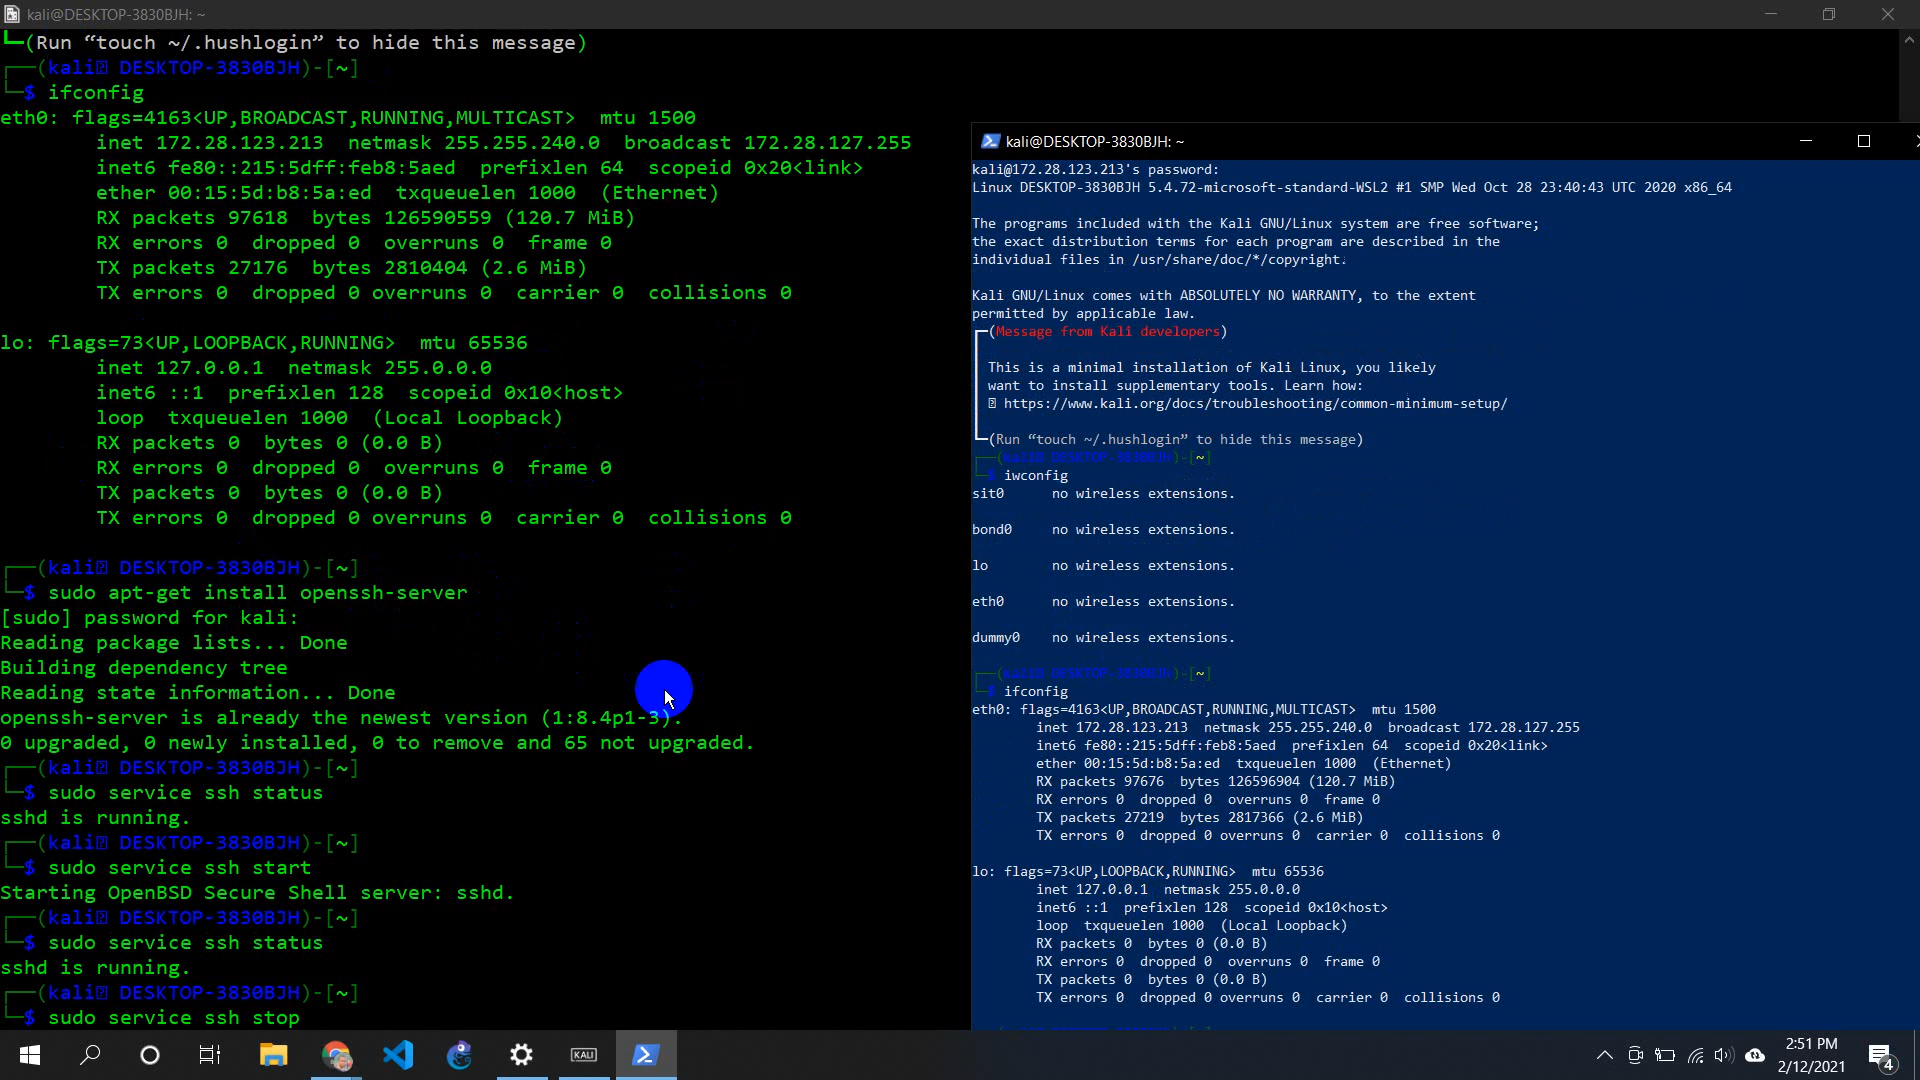 kali@DESKTOP-3830BJH: ~
(Run “touch ~/.hushlogin” to hide this message)
(kali DESKTOP-3830BJH)-[~]
$ ifconfig
eth0: flags=4163<UP,BROADCAST,RUNNING,MULTICAST>  mtu 1500
inet 172.28.123.213  netmask 255.255.240.0  broadcast 172.28.127.255
inet6 fe80::215:5dff:feb8:5aed  prefixlen 64  scopeid 0x20<link>
ether 00:15:5d:b8:5a:ed  txqueuelen 1000  (Ethernet)
RX packets 97618  bytes 126590559 (120.7 MiB)
RX errors 0  dropped 0  overruns 0  frame 0
TX packets 27176  bytes 2810404 (2.6 MiB)
TX errors 0  dropped 0 overruns 0  carrier 0  collisions 0
lo: flags=73<UP,LOOPBACK,RUNNING>  mtu 65536
inet 127.0.0.1  netmask 255.0.0.0
inet6 ::1  prefixlen 128  scopeid 0x10<host>
loop  txqueuelen 1000  (Local Loopback)
RX packets 0  bytes 0 (0.0 B)
RX errors 0  dropped 0  overruns 0  frame 0
TX packets 0  bytes 0 (0.0 B)
TX errors 0  dropped 0 overruns 0  carrier 0  collisions 0
(kali DESKTOP-3830BJH)-[~]
$ sudo apt-get install openssh-server
[sudo] password for kali:
Reading package lists... Done
Building dependency tree
Reading state information... Done
openssh-server is already the newest version (1:8.4p1-3).
0 upgraded, 0 newly installed, 0 to remove and 65 not upgraded.
(kali DESKTOP-3830BJH)-[~]
$ sudo service ssh status
sshd is running.
(kali DESKTOP-3830BJH)-[~]
$ sudo service ssh start
Starting OpenBSD Secure Shell server: sshd.
(kali DESKTOP-3830BJH)-[~]
$ sudo service ssh status
sshd is running.
(kali DESKTOP-3830BJH)-[~]
$ sudo service ssh stop
kali@DESKTOP-3830BJH: ~
kali@172.28.123.213's password:
Linux DESKTOP-3830BJH 5.4.72-microsoft-standard-WSL2 #1 SMP Wed Oct 28 23:40:43 UTC 2020 x86_64
The programs included with the Kali GNU/Linux system are free software;
the exact distribution terms for each program are described in the
individual files in /usr/share/doc/*/copyright.
Kali GNU/Linux comes with ABSOLUTELY NO WARRANTY, to the extent
permitted by applicable law.
(Message from Kali developers)
This is a minimal installation of Kali Linux, you likely
want to install supplementary tools. Learn how:
https://www.kali.org/docs/troubleshooting/common-minimum-setup/
(Run “touch ~/.hushlogin” to hide this message)
(kali DESKTOP-3830BJH)-[~]
$ iwconfig
sit0      no wireless extensions.
bond0     no wireless extensions.
lo        no wireless extensions.
eth0      no wireless extensions.
dummy0    no wireless extensions.
(kali DESKTOP-3830BJH)-[~]
$ ifconfig
eth0: flags=4163<UP,BROADCAST,RUNNING,MULTICAST>  mtu 1500
inet 172.28.123.213  netmask 255.255.240.0  broadcast 172.28.127.255
inet6 fe80::215:5dff:feb8:5aed  prefixlen 64  scopeid 0x20<link>
ether 00:15:5d:b8:5a:ed  txqueuelen 1000  (Ethernet)
RX packets 97676  bytes 126596904 (120.7 MiB)
RX errors 0  dropped 0  overruns 0  frame 0
TX packets 27219  bytes 2817366 (2.6 MiB)
TX errors 0  dropped 0 overruns 0  carrier 0  collisions 0
lo: flags=73<UP,LOOPBACK,RUNNING>  mtu 65536
inet 127.0.0.1  netmask 255.0.0.0
inet6 ::1  prefixlen 128  scopeid 0x10<host>
loop  txqueuelen 1000  (Local Loopback)
RX packets 0  bytes 0 (0.0 B)
RX errors 0  dropped 0  overruns 0  frame 0
TX packets 0  bytes 0 (0.0 B)
TX errors 0  dropped 0 overruns 0  carrier 0  collisions 0
KALI
2:51 PM
2/12/2021
4